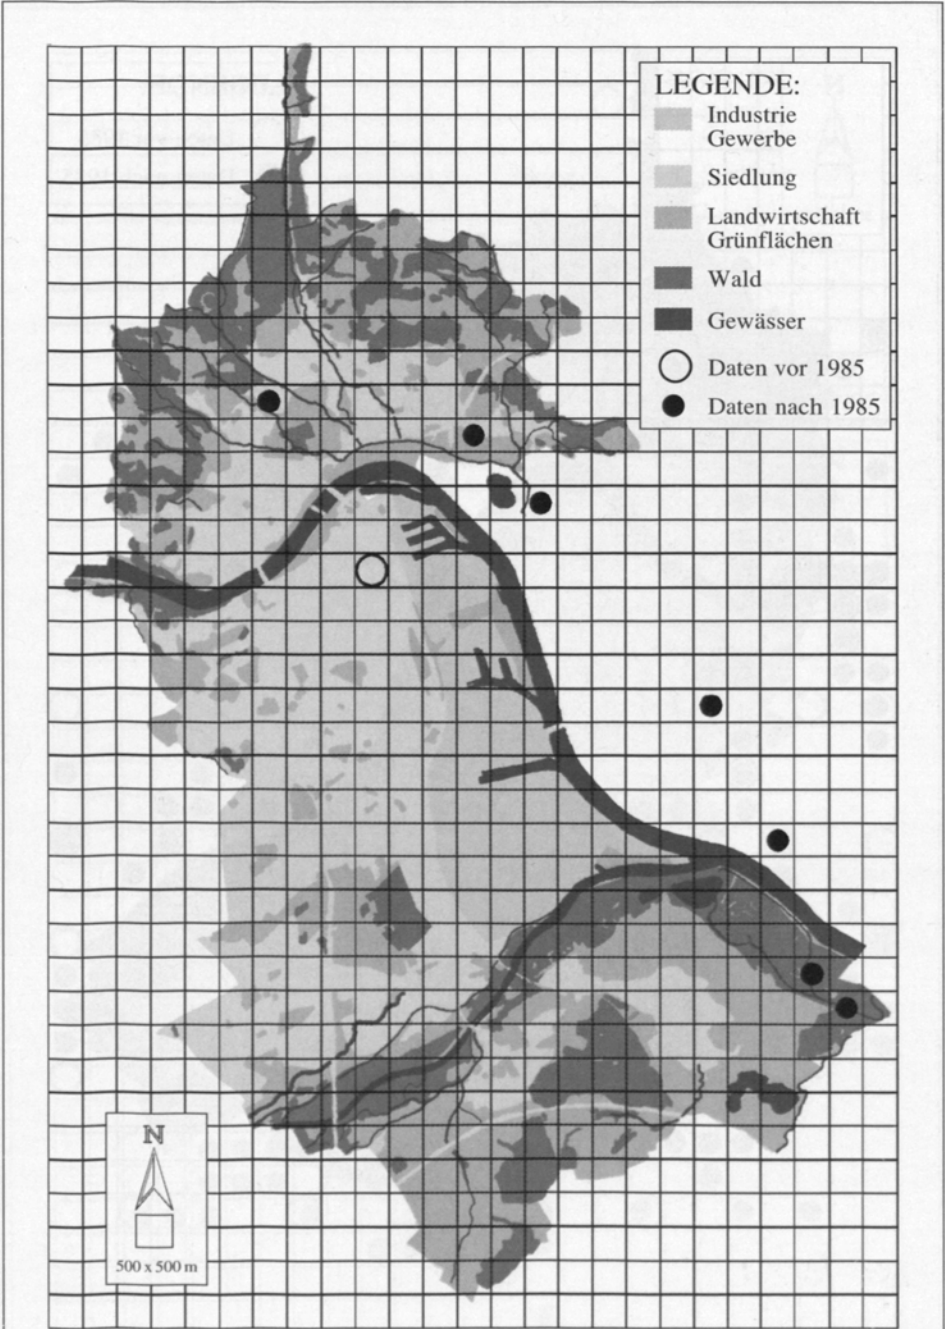 LEGENDE:
Industrie
Gewerbe
Siedlung
Landwirtschaft
Grünflächen
Wald
Gewässer
Daten vor 1985
Daten nach 1985
N
500 x 500 m